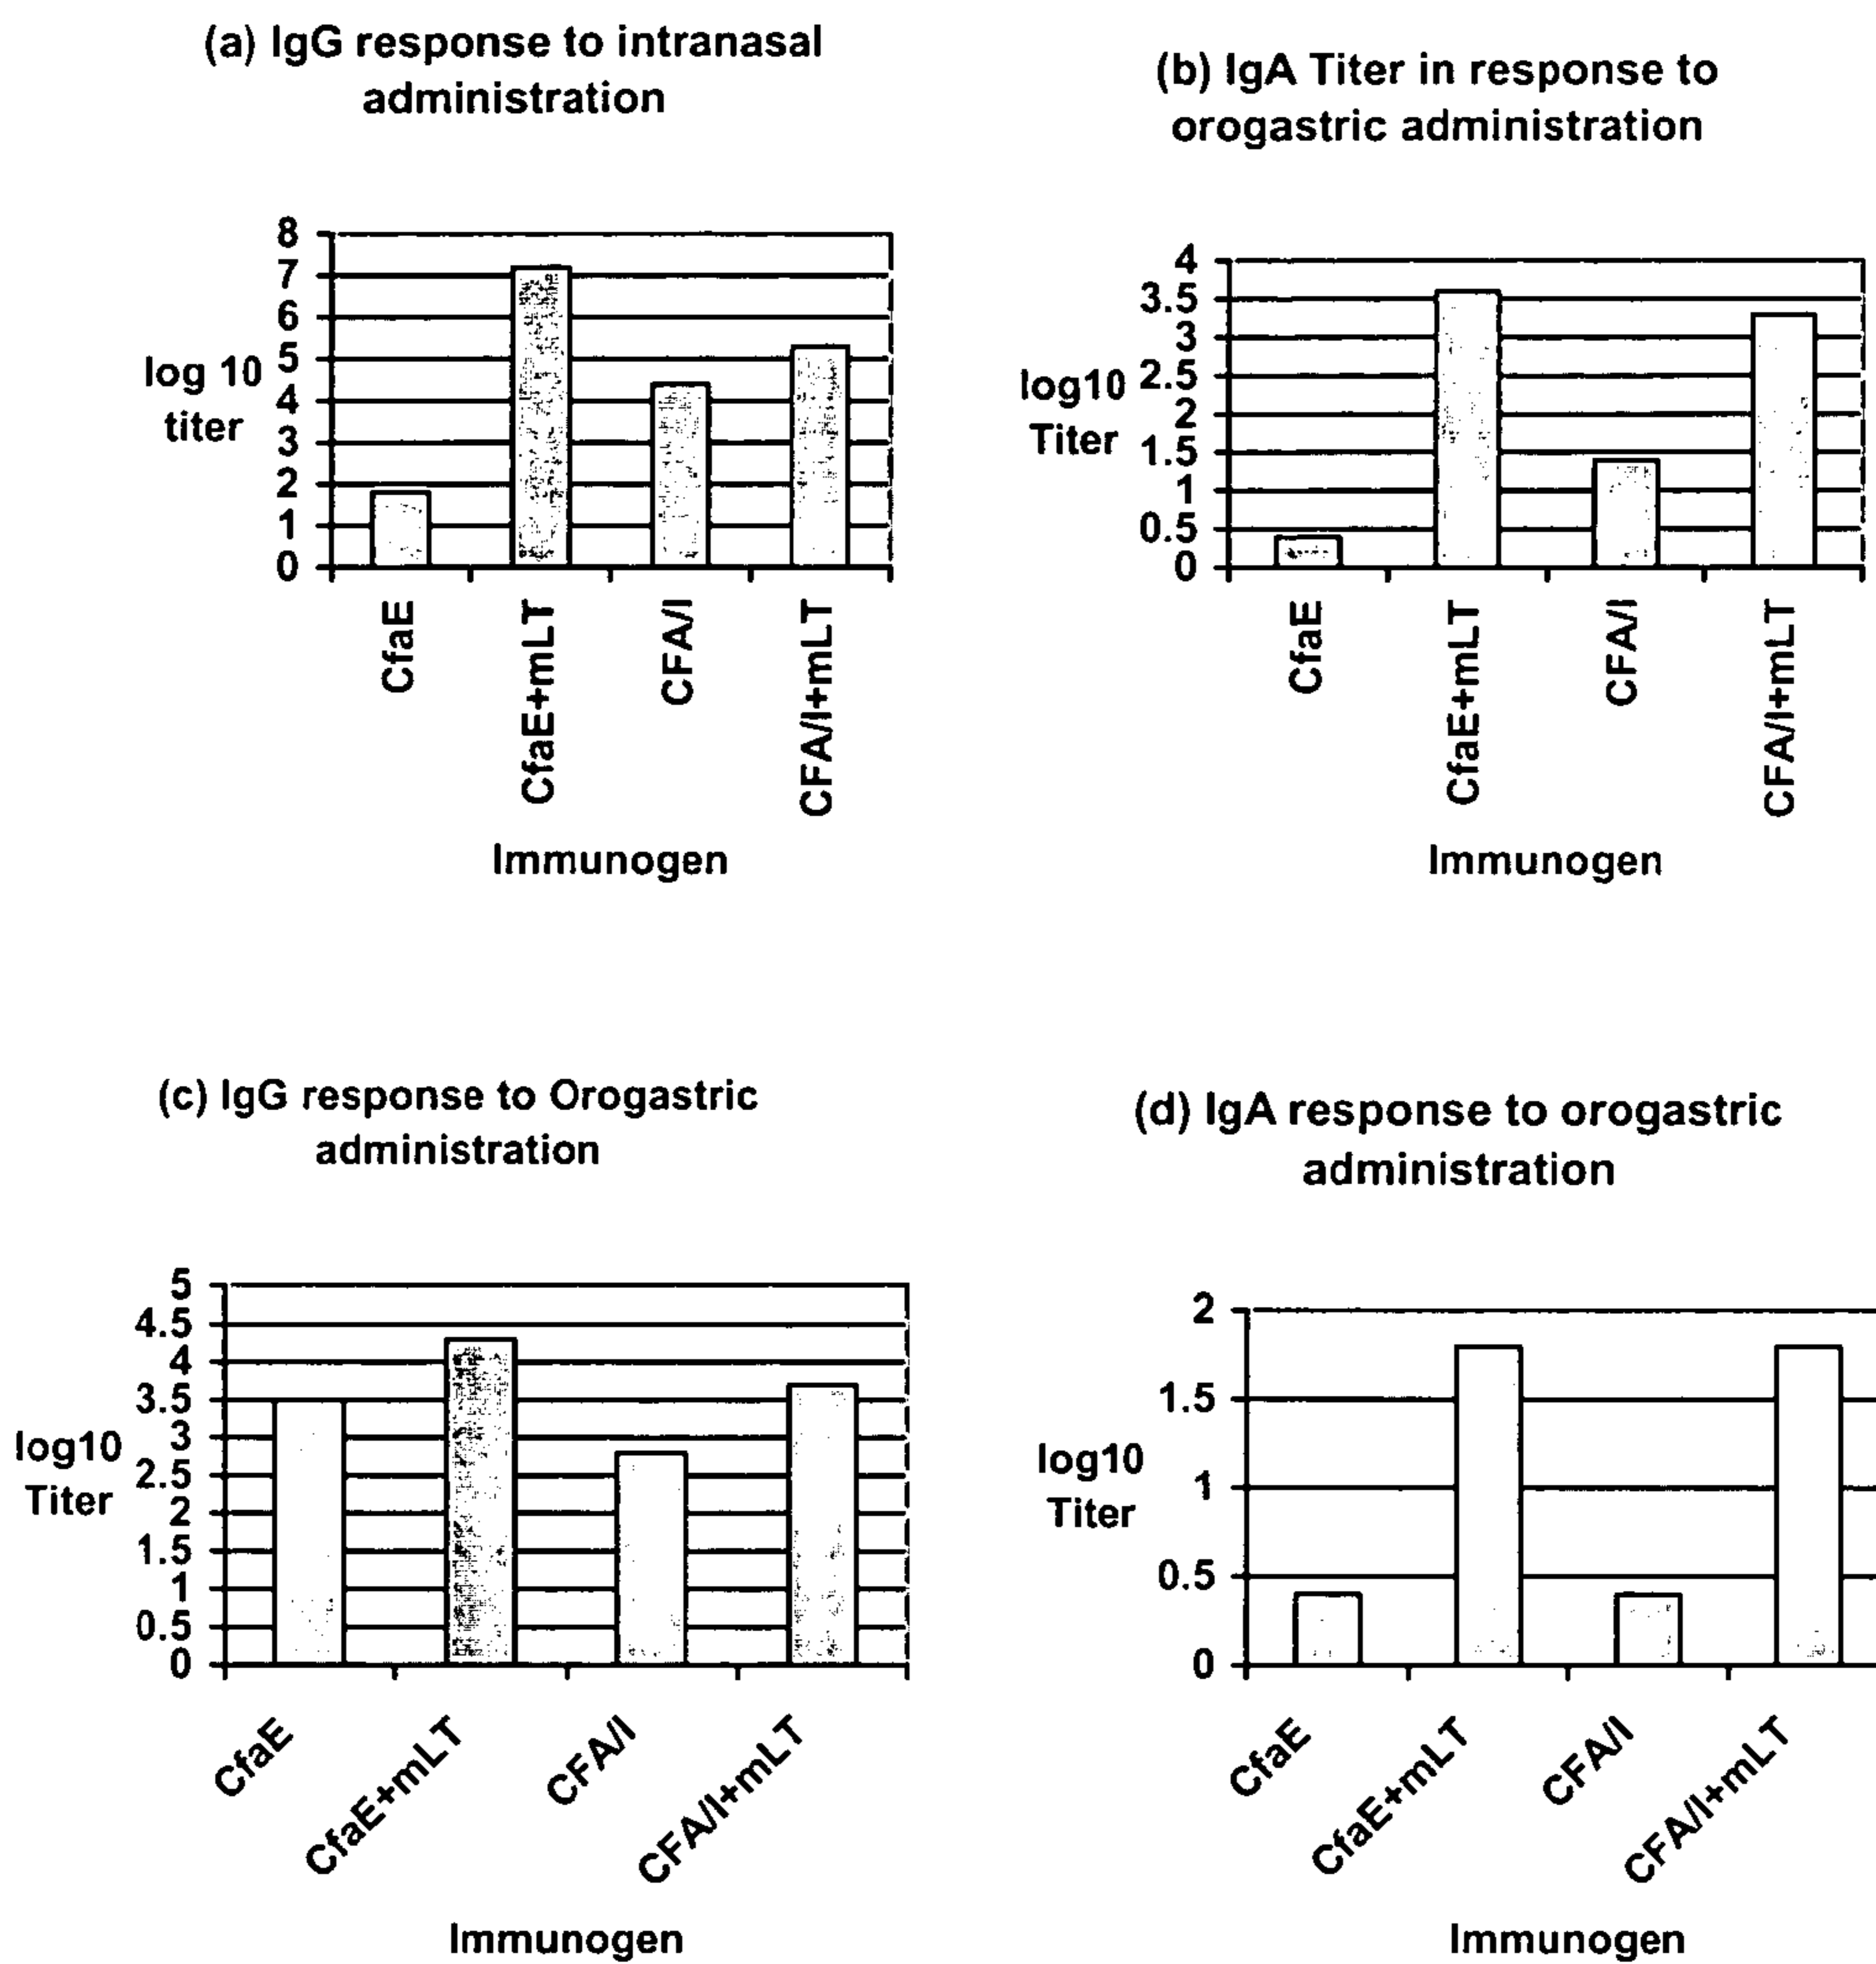 (a) IgG response to intranasal
administration
8
7
6
5
4
3
2
1
0
log 10
titer
CfaE
CfaE+mLT
CFA/I
CFA/I+mLT
Immunogen
(b) IgA Titer in response to
orogastric administration
4
3.5
3
2.5
2
1.5
1
0.5
0
log10
Titer
CfaE
CfaE+mLT
CFA/I
CFA/I+mLT
Immunogen
(c) IgG response to Orogastric
administration
5
4.5
4
3.5
3
2.5
2
1.5
1
0.5
0
log10
Titer
CfaE
CfaE+mLT
CFA/I
CFA/I+mLT
Immunogen
(d) IgA response to orogastric
administration
2
1.5
1
0.5
0
log10
Titer
CfaE
CfaE+mLT
CFA/I
CFA/I+mLT
Immunogen